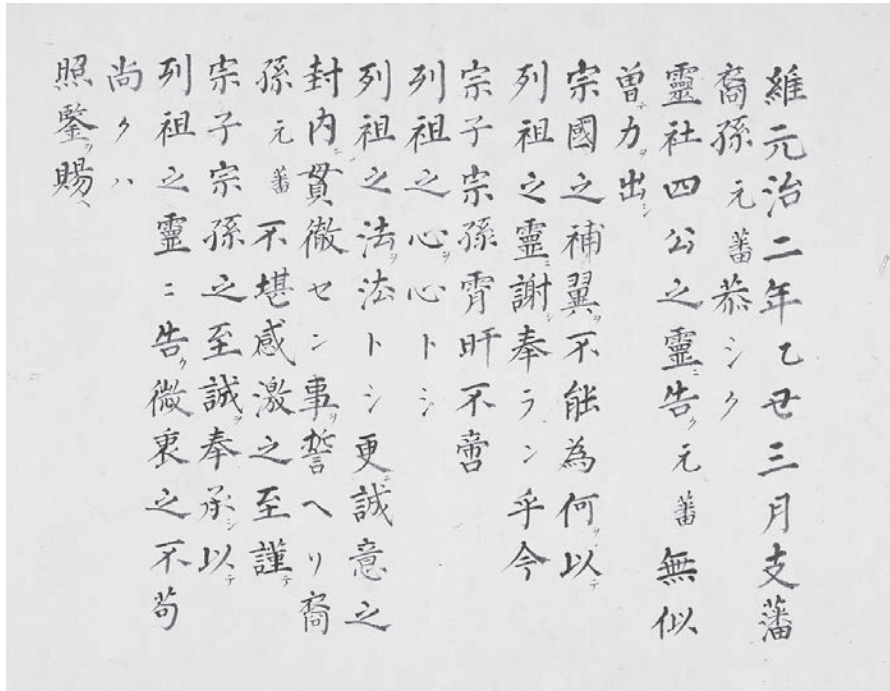 維元治二年乙丑三月支藩
裔孫元蕃恭シク
靈社四公之靈ニ告ク元蕃無似
曽テ力ヲ出シ
宗國之補翼ヲ不能為何ヲ以テ
列祖之靈ニ謝シ奉ラン乎今
宗子宗孫霄旰不啻
列祖之心ヲ心トシ
列祖之法ヲ法トシ更ニ誠意之
封内ニ貫徹セン事ヲ誓ヘリ裔
孫元蕃不堪感激之至謹テ
宗子宗孫之至誠ヲ奉承シ以テ
列祖之靈ニ告ク微衷之不苟
尚クハ
照鑒ヲ賜ヘ